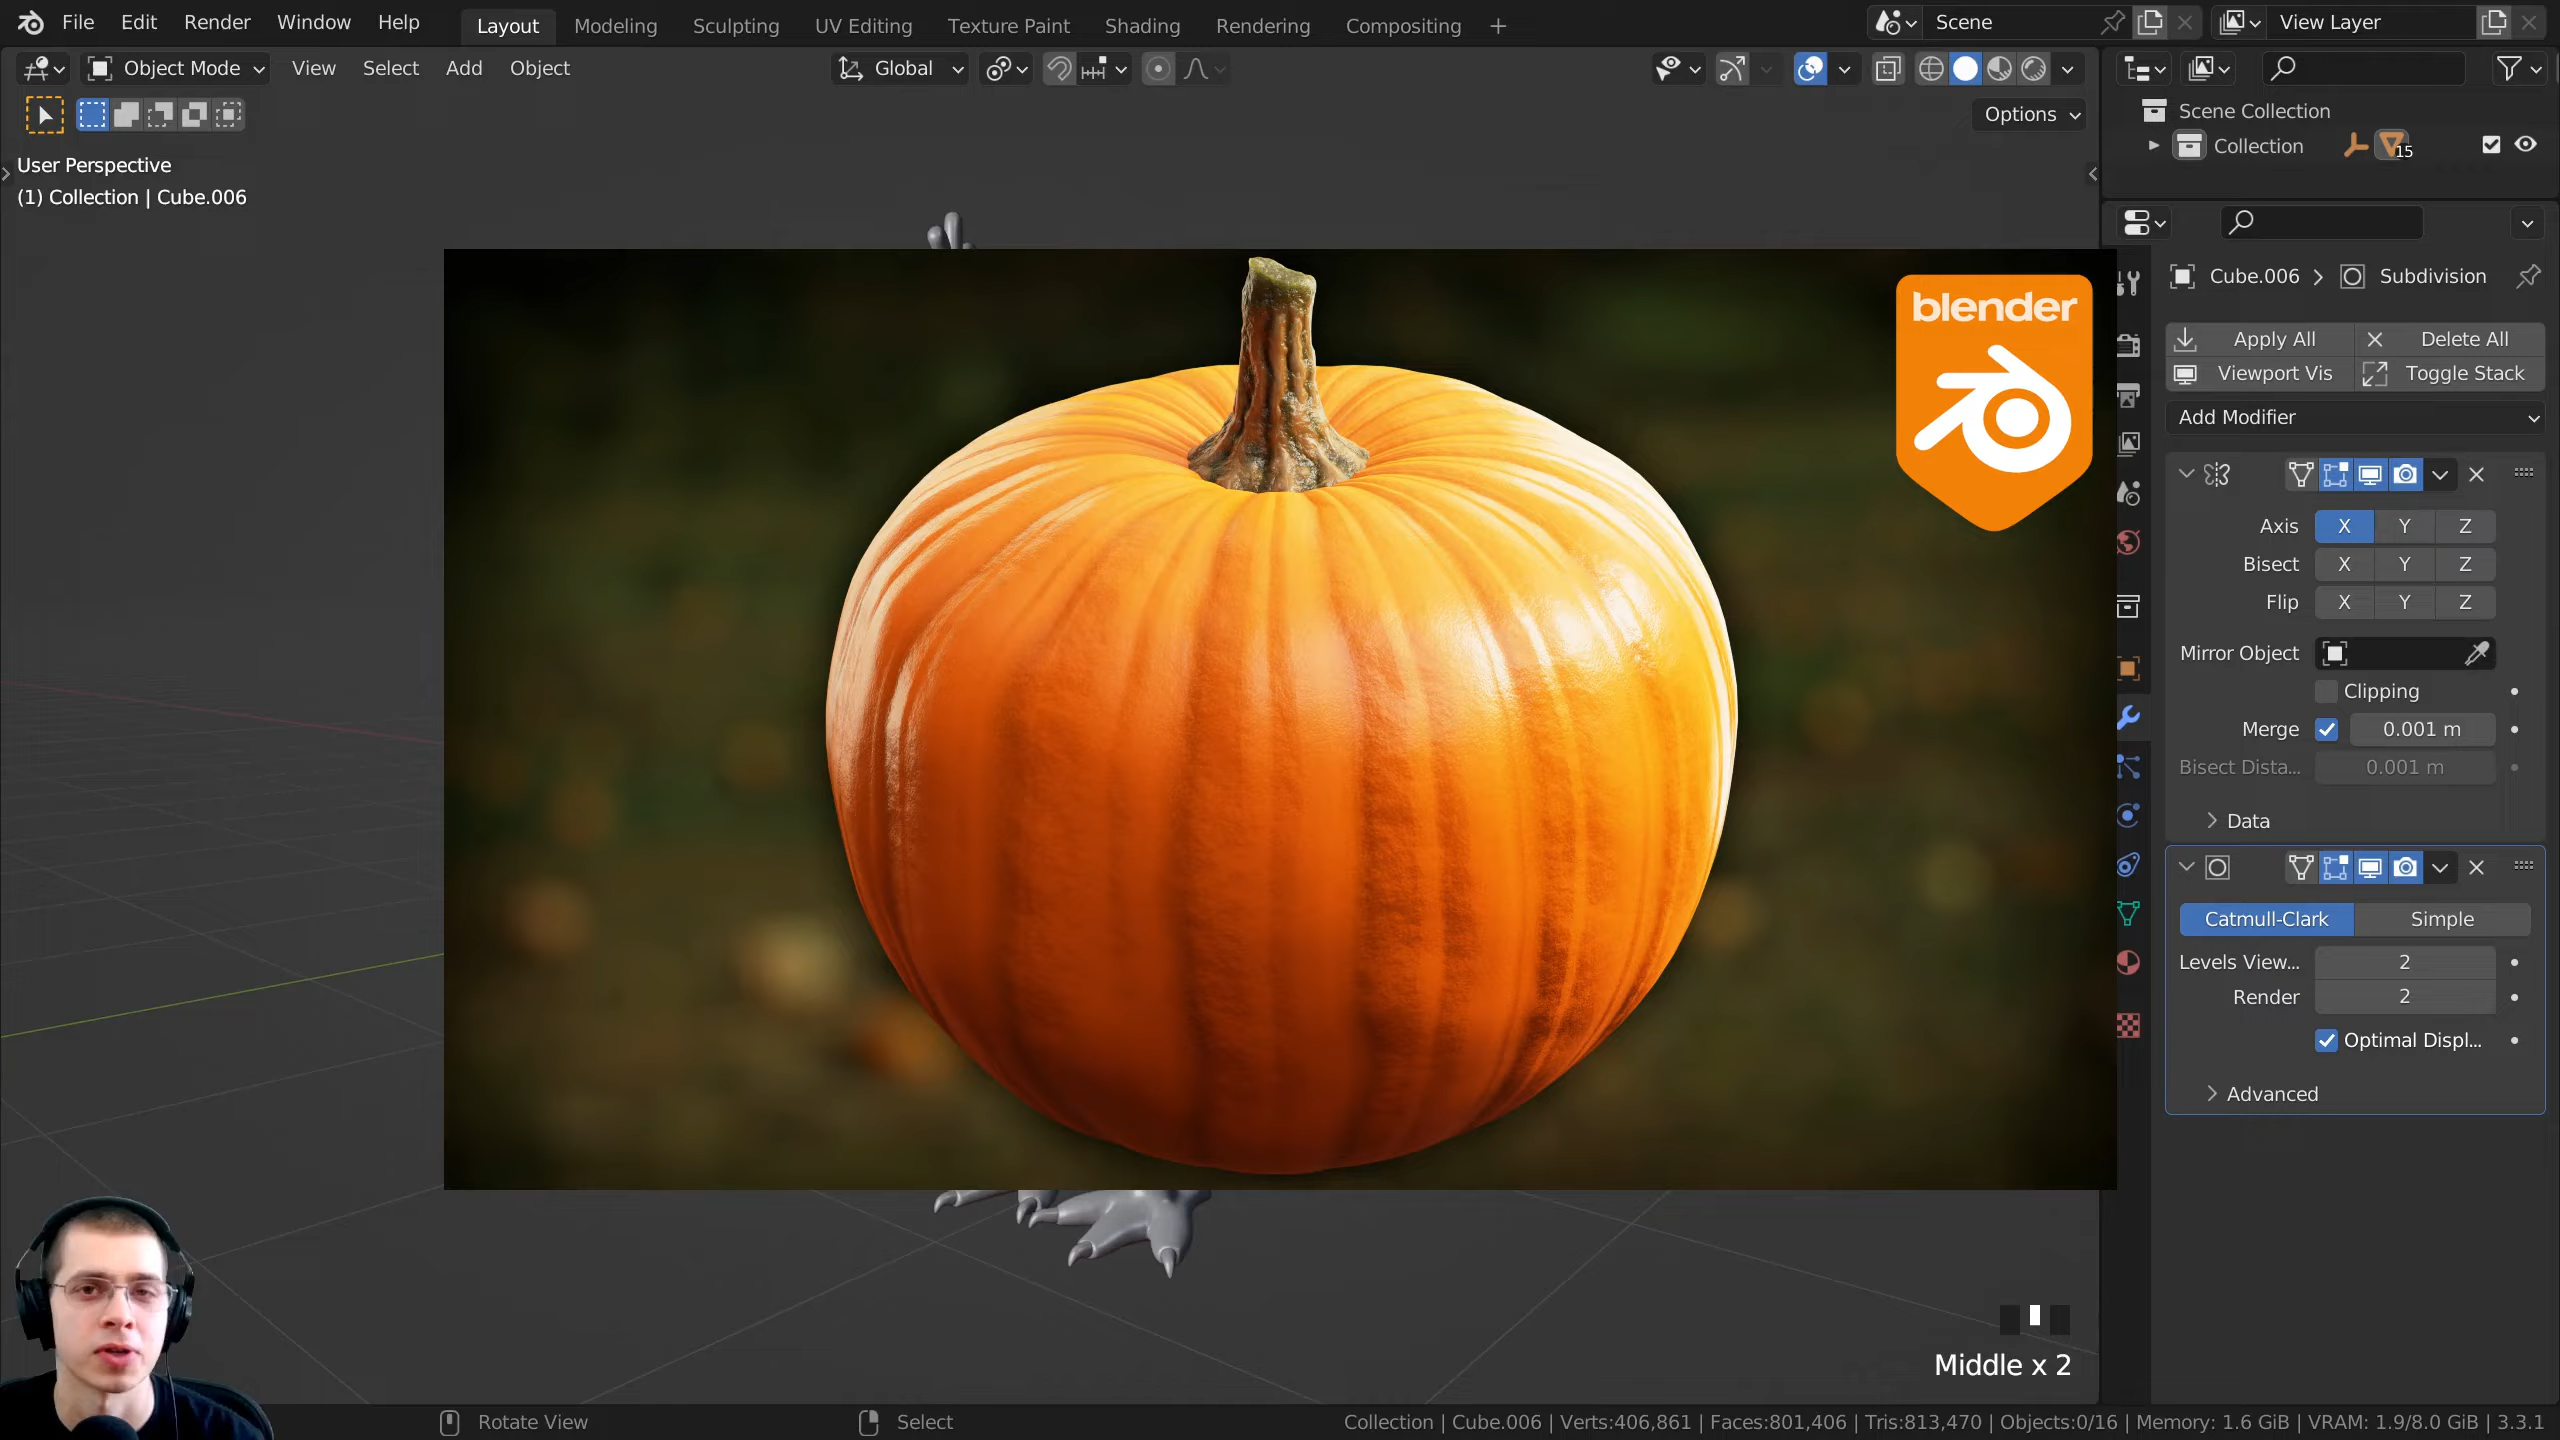 File Edit Render Window Help
Layout Modeling Sculpting UV Editing Texture Paint Shading Rendering Compositing +
Scene
View Layer
Object Mode View Select Add Object
Global
Options
User Perspective
(1) Collection | Cube.006
Scene Collection
Collection
15
blender
Cube.006
Subdivision
Apply All
Delete All
Viewport Vis
Toggle Stack
Add Modifier
Axis X Y Z
Bisect X Y Z
Flip X Y Z
Mirror Object
Clipping
Merge 0.001 m
Bisect Dista... 0.001 m
Data
Catmull-Clark Simple
Levels View... 2
Render 2
Optimal Displ...
Advanced
Middle x 2
Rotate View
Select
Collection | Cube.006 | Verts:406,861 | Faces:801,406 | Tris:813,470 | Objects:0/16 | Memory: 1.6 GiB | VRAM: 1.9/8.0 GiB | 3.3.1